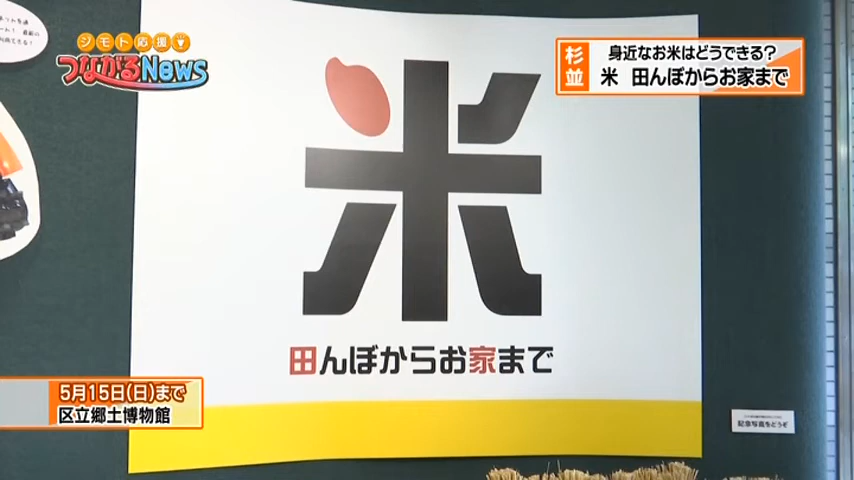 ジモト応援
つながるNEWS
杉並
身近なお米はどうできる?
米 田んぼからお家まで
米
田んぼからお家まで
5月15日(日)まで
区立郷土博物館
記念写真をどうぞ